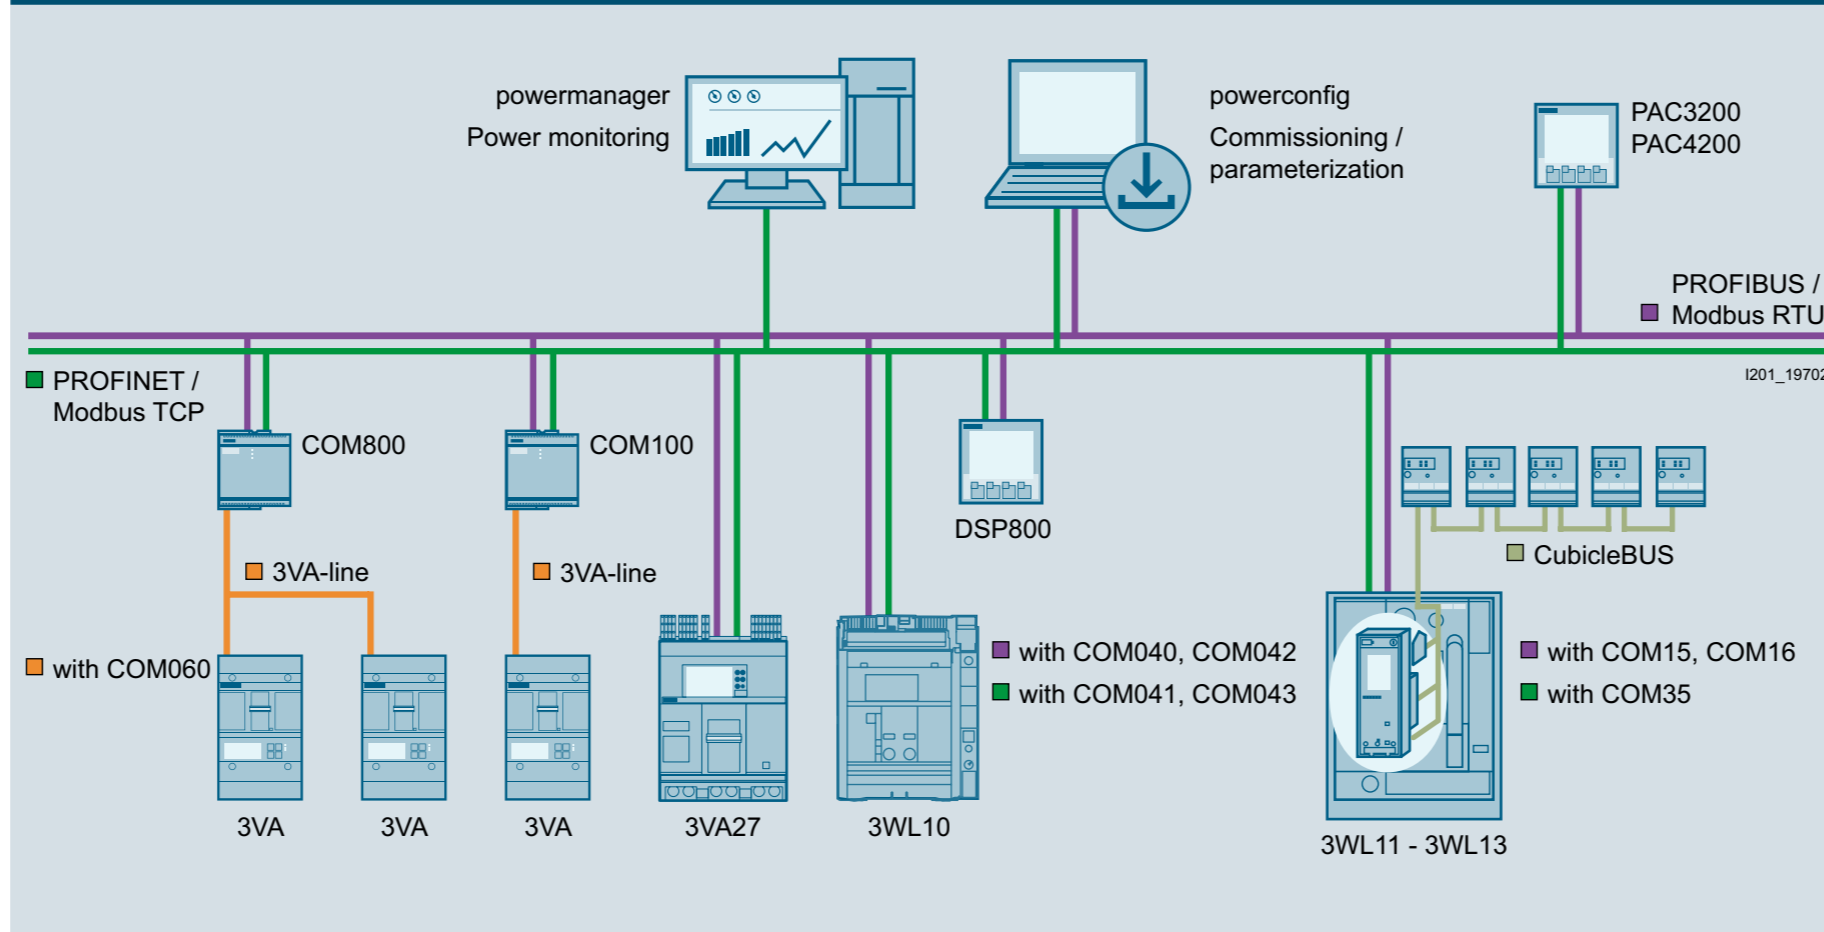 powermanager
Power monitoring
powerconfig
Commissioning /
parameterization
PAC3200
PAC4200
PROFIBUS /
Modbus RTU
PROFINET /
Modbus TCP
I201_19702
COM800
COM100
DSP800
CubicleBUS
3VA-line
3VA-line
with COM060
with COM040, COM042
with COM041, COM043
with COM15, COM16
with COM35
3VA
3VA
3VA
3VA27
3WL10
3WL11 - 3WL13